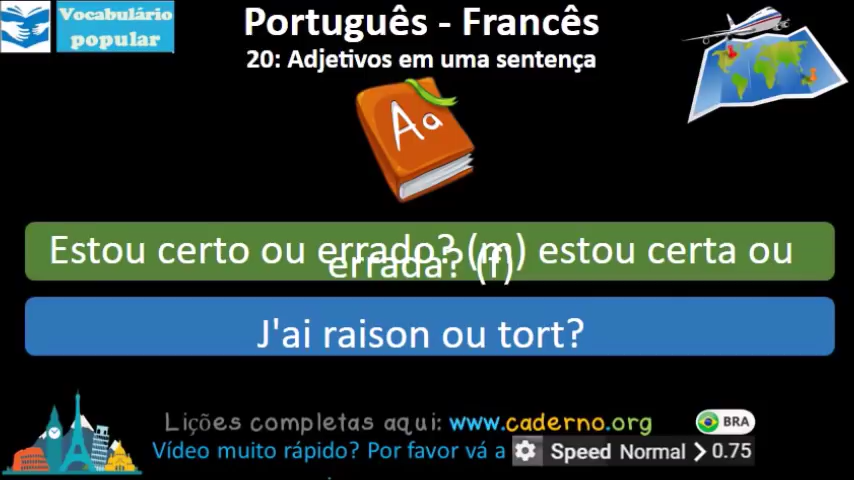 Vocabulário
popular
Português - Francês
20: Adjetivos em uma sentença
Aa
Estou certo ou errado? (m) estou certa ou
errada? (f)
J'ai raison ou tort?
Lições completas aqui: www.caderno.org
BRA
Vídeo muito rápido? Por favor vá a Speed Normal > 0.75